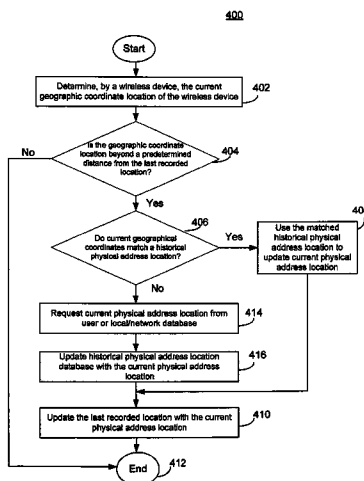 400
Start
Determine, by a wireless device, the current
geographic coordinate location of the wireless device
402
Is the geographic coordinate
location beyond a predetermined
distance from the last recorded
location?
404
No
Yes
406
Do current geographical
coordinates match a historical
physical address location?
Yes
No
Use the matched
historical physical
address location to
update current physical
address location
Request current physical address location from
user or local/network database
414
Update historical physical address location
database with the current physical address
location
416
Update the last recorded location with the current
physical address location
410
End
412